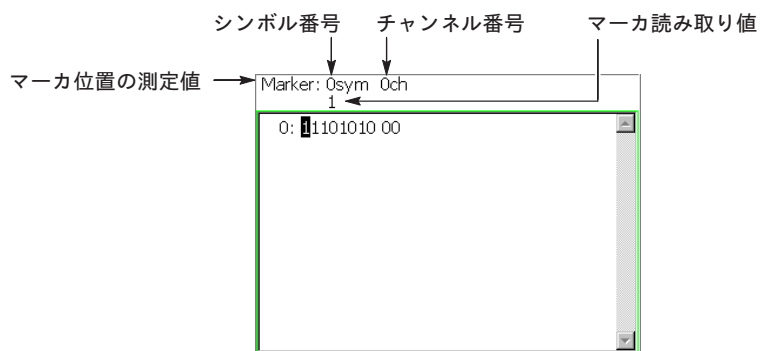 シンボル番号 チャンネル番号 マーカ読み取り値
マーカ位置の測定値
Marker: 0sym 0ch
1
0: 11101010 00